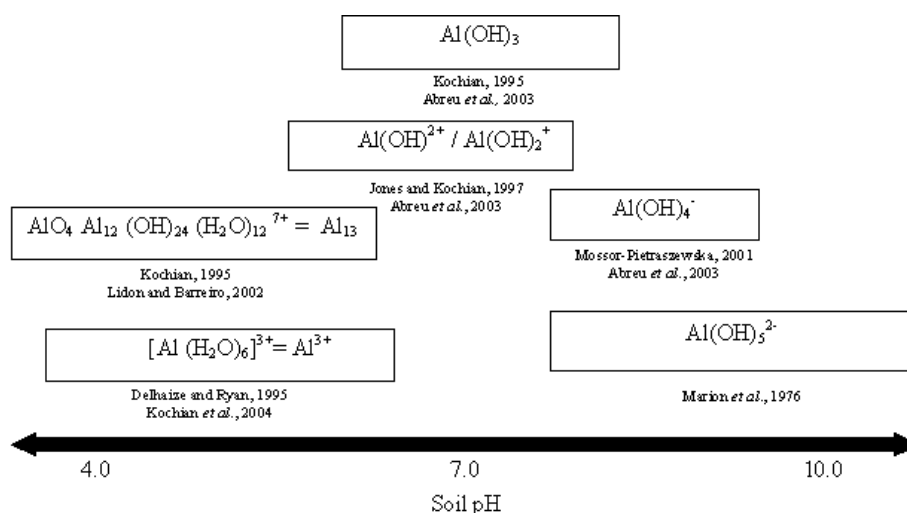 Al(OH)₃
Kochian, 1995
Abreu et al., 2003
Al(OH)²⁺ / Al(OH)₂⁺
Jones and Kochian, 1997
Abreu et al., 2003
AlO₄ Al₁₂ (OH)₂₄ (H₂O)₁₂ ⁷⁺ = Al₁₃
Kochian, 1995
Lidon and Barreiro, 2002
Al(OH)₄⁻
Mossor-Pietraszewska, 2001
Abreu et al., 2003
[Al (H₂O)₆]³⁺= Al³⁺
Delhaize and Ryan, 1995
Kochian et al., 2004
Al(OH)₅²⁻
Marion et al., 1976
4.0 7.0 10.0
Soil pH